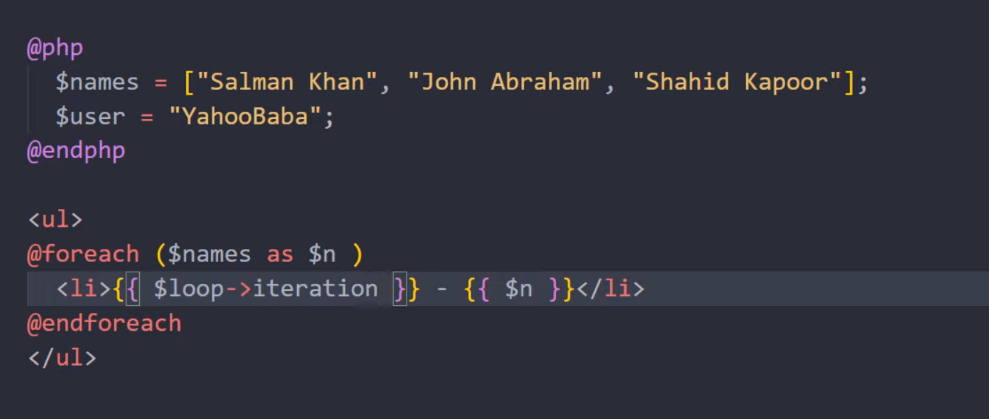 @php
  $names = ["Salman Khan", "John Abraham", "Shahid Kapoor"];
  $user = "YahooBaba";
@endphp

<ul>
@foreach ($names as $n )
  <li>{{ $loop->iteration }} - {{ $n }}</li>
@endforeach
</ul>